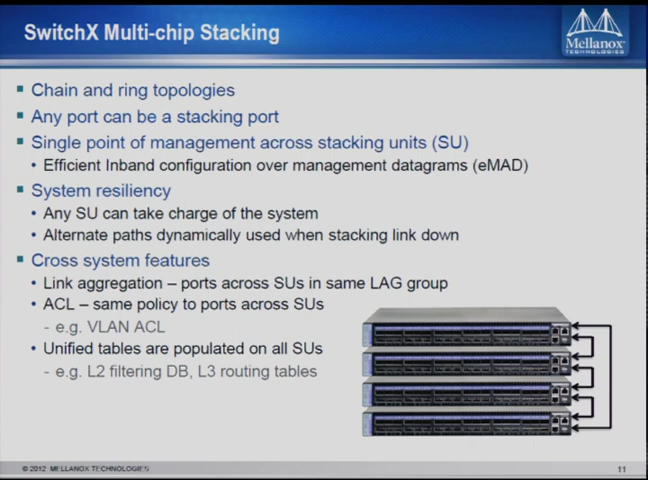 SwitchX Multi-chip Stacking
Mellanox
TECHNOLOGIES
Chain and ring topologies
Any port can be a stacking port
Single point of management across stacking units (SU)
• Efficient Inband configuration over management datagrams (eMAD)
System resiliency
• Any SU can take charge of the system
• Alternate paths dynamically used when stacking link down
Cross system features
• Link aggregation – ports across SUs in same LAG group
• ACL – same policy to ports across SUs
- e.g. VLAN ACL
• Unified tables are populated on all SUs
- e.g. L2 filtering DB, L3 routing tables
© 2012 MELLANOX TECHNOLOGIES
11